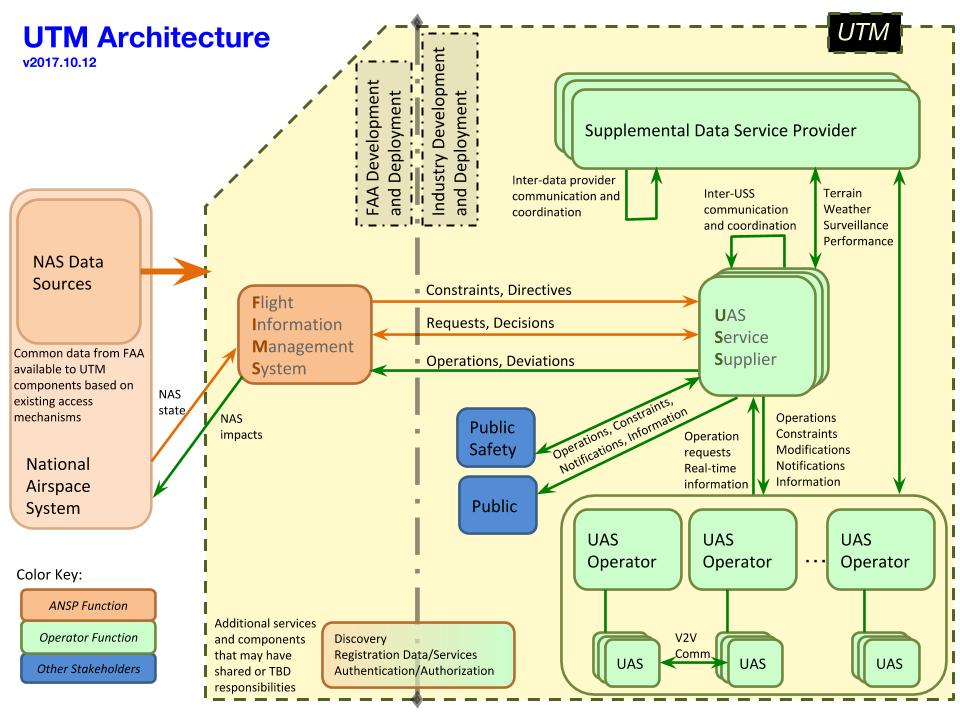 UTM Architecture
v2017.10.12
UTM
FAA Development
and Deployment
Industry Development
and Deployment
Supplemental Data Service Provider
Inter-data provider
communication and
coordination
Inter-USS
communication
and coordination
Terrain
Weather
Surveillance
Performance
NAS Data
Sources
Common data from FAA
available to UTM
components based on
existing access
mechanisms
National
Airspace
System
NAS
state
NAS
impacts
Flight
Information
Management
System
Constraints, Directives
Requests, Decisions
Operations, Deviations
UAS
Service
Supplier
Public
Safety
Public
Operations, Constraints,
Notifications, Information
Operation
requests
Real-time
information
Operations
Constraints
Modifications
Notifications
Information
UAS
Operator
UAS
Operator
...
UAS
Operator
UAS
V2V
Comm
UAS
UAS
Color Key:
ANSP Function
Operator Function
Other Stakeholders
Additional services
and components
that may have
shared or TBD
responsibilities
Discovery
Registration Data/Services
Authentication/Authorization